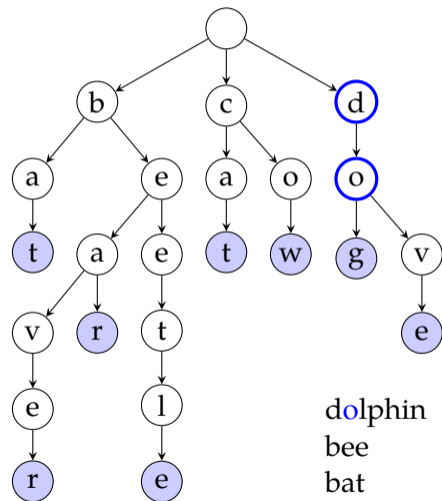 b c d
a e a o o
t a e t w g v
v r t e
e l
r e
dolphin
bee
bat